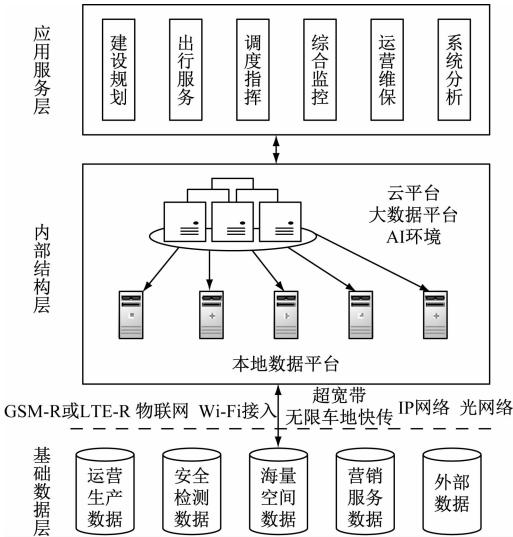 应用服务层
建设规划
出行服务
调度指挥
综合监控
运营维保
系统分析
内部结构层
云平台
大数据平台
AI环境
本地数据平台
GSM-R或LTE-R 物联网 Wi-Fi接入 超宽带
无限车地快传 IP网络 光网络
基础数据层
运营
生产
数据
安全
检测
数据
海量
空间
数据
营销
服务
数据
外部
数据